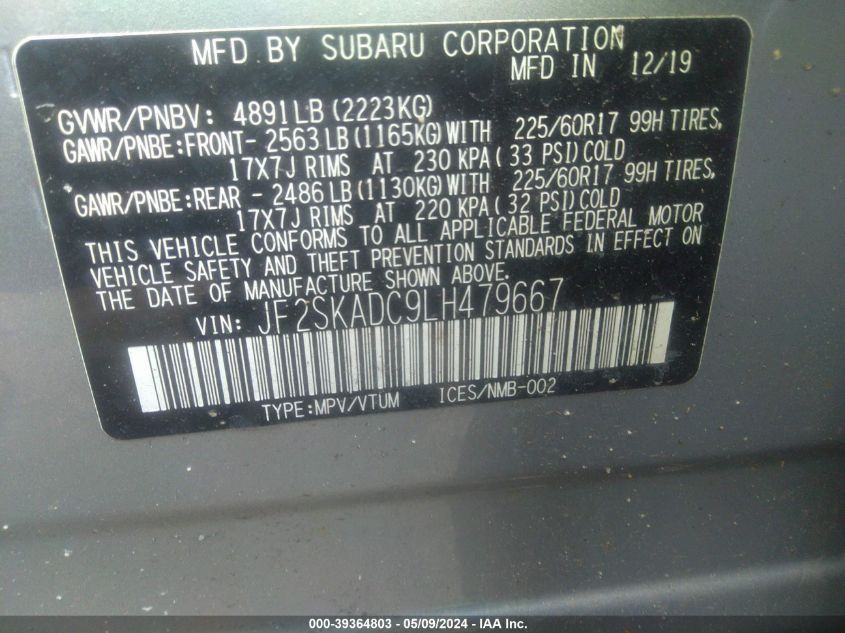 MFD BY SUBARU CORPORATION
MFD IN 12/19
GVWR/PNBV: 4891LB(2223KG)
GAWR/PNBE:FRONT- 2563LB(1165KG)WITH 225/60R17 99H TIRES,
17X7J RIMS AT 230 KPA(33 PSI)COLD
GAWR/PNBE:REAR - 2486LB(1130KG)WITH 225/60R17 99H TIRES,
17X7J RIMS AT 220 KPA(32 PSI)COLD
THIS VEHICLE CONFORMS TO ALL APPLICABLE FEDERAL MOTOR
VEHICLE SAFETY AND THEFT PREVENTION STANDARDS IN EFFECT ON
THE DATE OF MANUFACTURE SHOWN ABOVE.
VIN: JF2SKADC9LH479667
TYPE:MPV/VTUM ICES/NMB-002
000-39364803 - 05/09/2024 - IAA Inc.